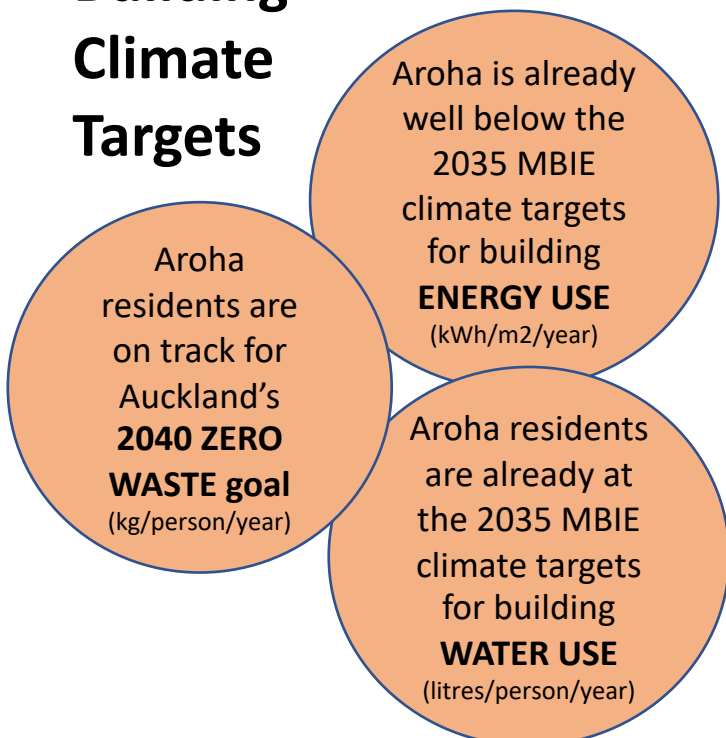 Building
Climate
Targets
Aroha is already
well below the
2035 MBIE
climate targets
for building
ENERGY USE
(kWh/m2/year)
Aroha
residents are
on track for
Auckland’s
2040 ZERO
WASTE goal
(kg/person/year)
Aroha residents
are already at
the 2035 MBIE
climate targets
for building
WATER USE
(litres/person/year)